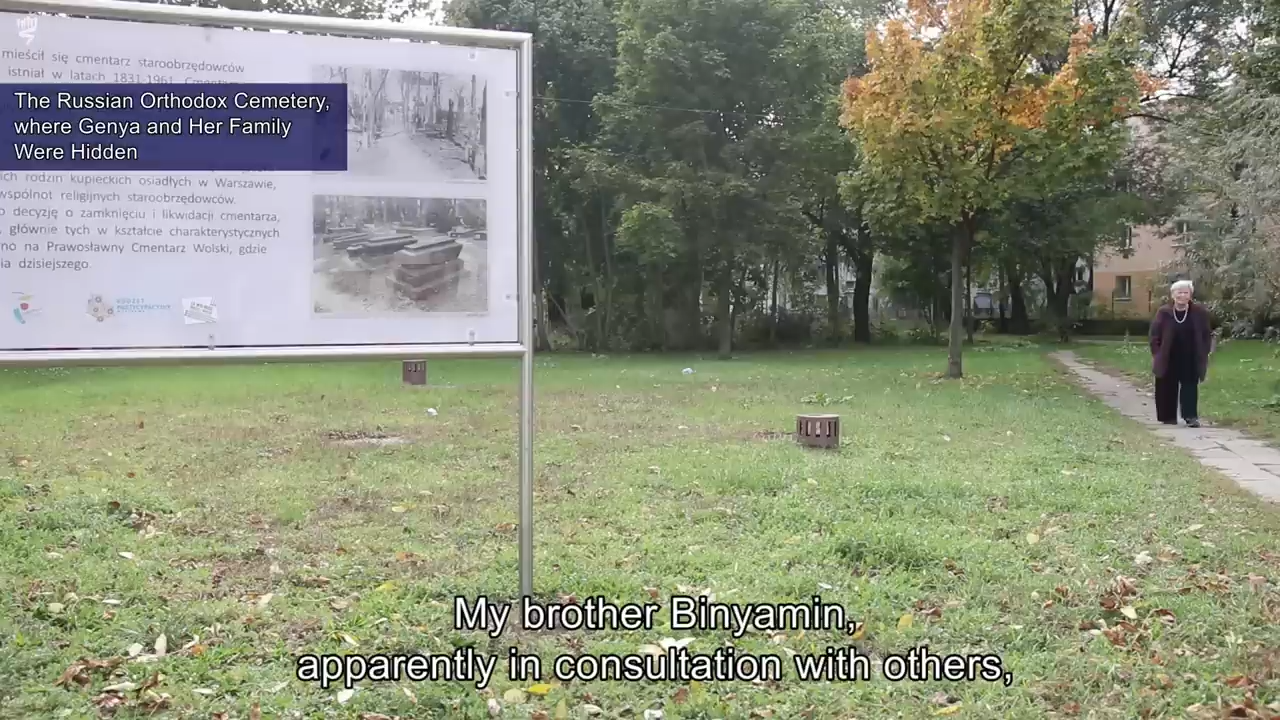 mieścił się cmentarz staroobrzędowców
istniał w latach 1831-1961.
The Russian Orthodox Cemetery,
where Genya and Her Family
Were Hidden
ich rodzin kupieckich osiadłych w Warszawie,
wspólnot religijnych staroobrzędowców.
o decyzję o zamknięciu i likwidacji cmentarza,
głównie tych w kształcie charakterystycznych
no na Prawosławny Cmentarz Wolski, gdzie
ia dzisiejszego.
My brother Binyamin,
apparently in consultation with others,